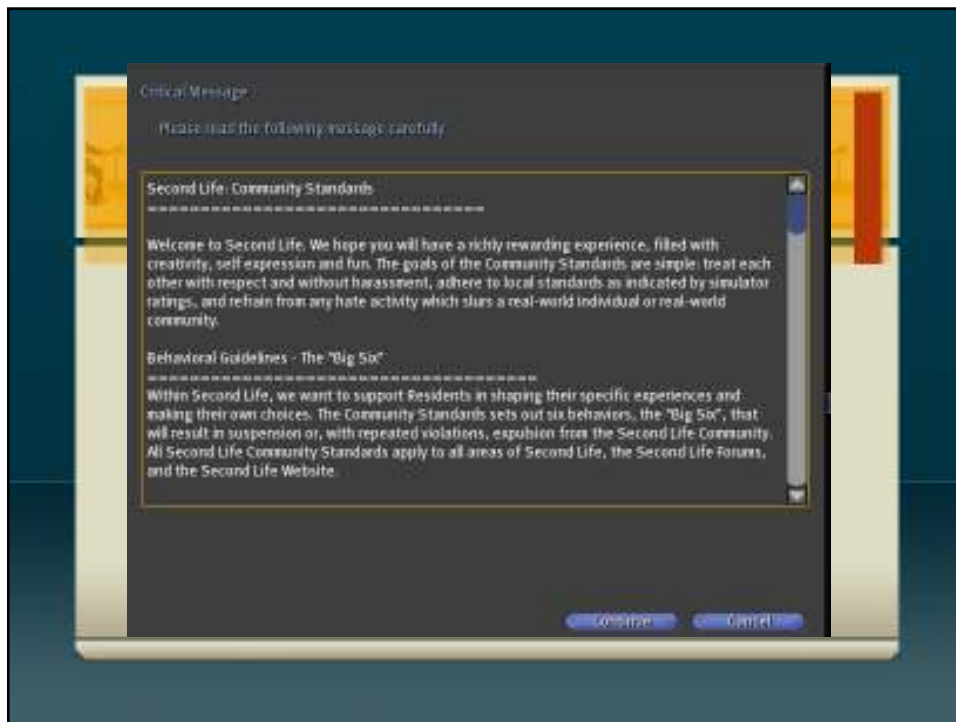 Critical Message
Please read the following message carefully
Second Life: Community Standards
================================
Welcome to Second Life. We hope you will have a richly rewarding experience, filled with
creativity, self expression and fun. The goals of the Community Standards are simple: treat each
other with respect and without harassment, adhere to local standards as indicated by simulator
ratings, and refrain from any hate activity which slurs a real-world individual or real-world
community.
Behavioral Guidelines - The "Big Six"
=====================================
Within Second Life, we want to support Residents in shaping their specific experiences and
making their own choices. The Community Standards sets out six behaviors, the "Big Six", that
will result in suspension or, with repeated violations, expulsion from the Second Life Community.
All Second Life Community Standards apply to all areas of Second Life, the Second Life Forums,
and the Second Life Website.
Continue Cancel